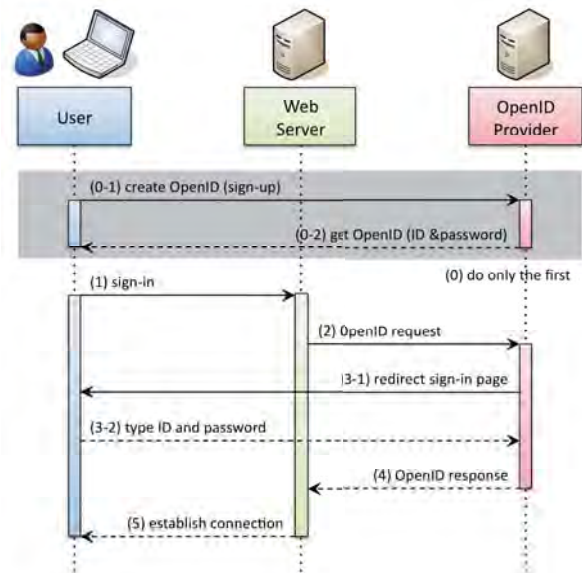 User
Web
Server
OpenID
Provider
(0-1) create OpenID (sign-up)
(0-2) get OpenID (ID &password)
(0) do only the first
(1) sign-in
(2) OpenID request
(3-1) redirect sign-in page
(3-2) type ID and password
(4) OpenID response
(5) establish connection